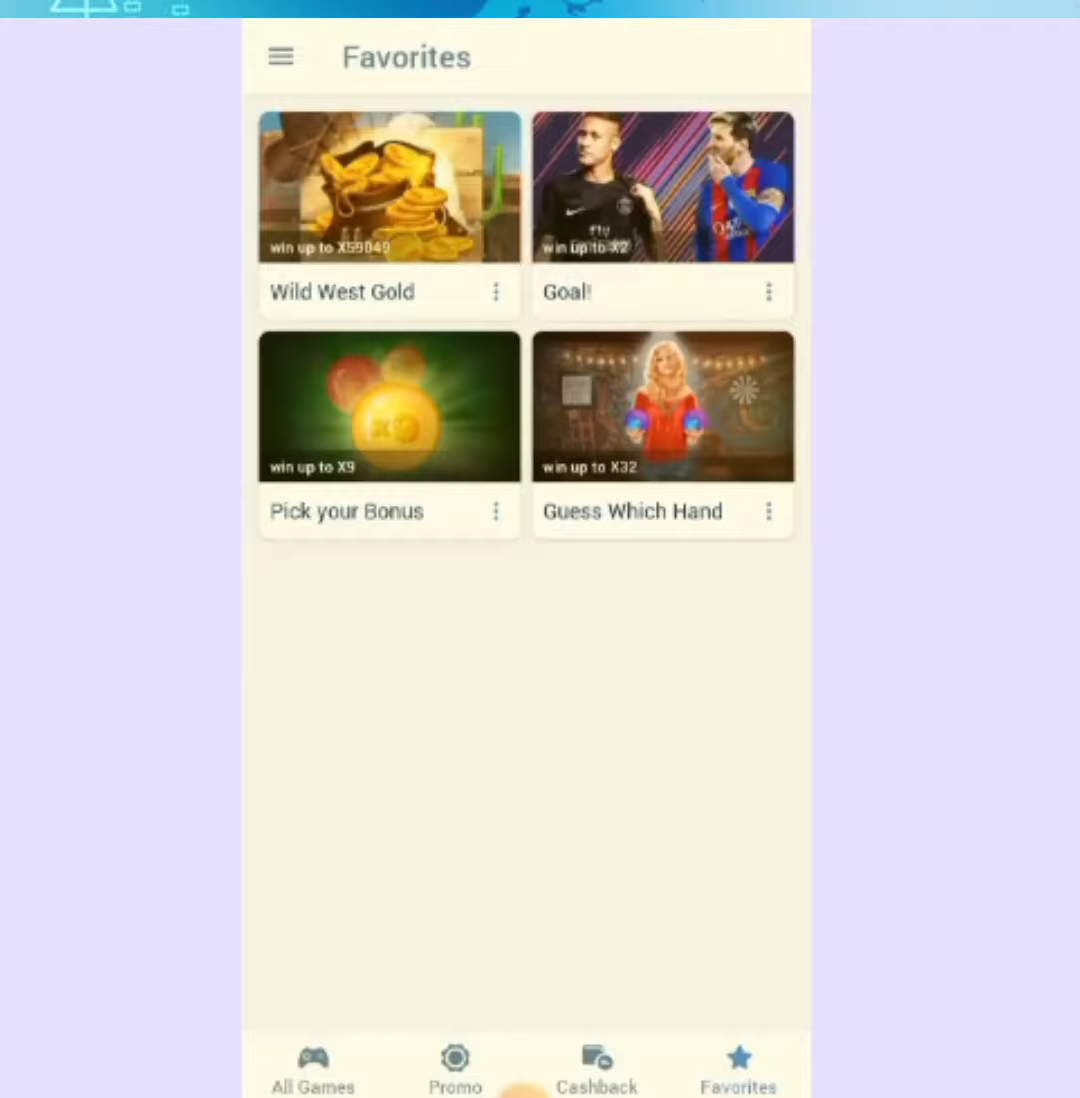 Favorites
win up to X59049
win up to X2
Wild West Gold
Goal!
x9
win up to X9
win up to X32
Pick your Bonus
Guess Which Hand
All Games
Promo
Cashback
Favorites